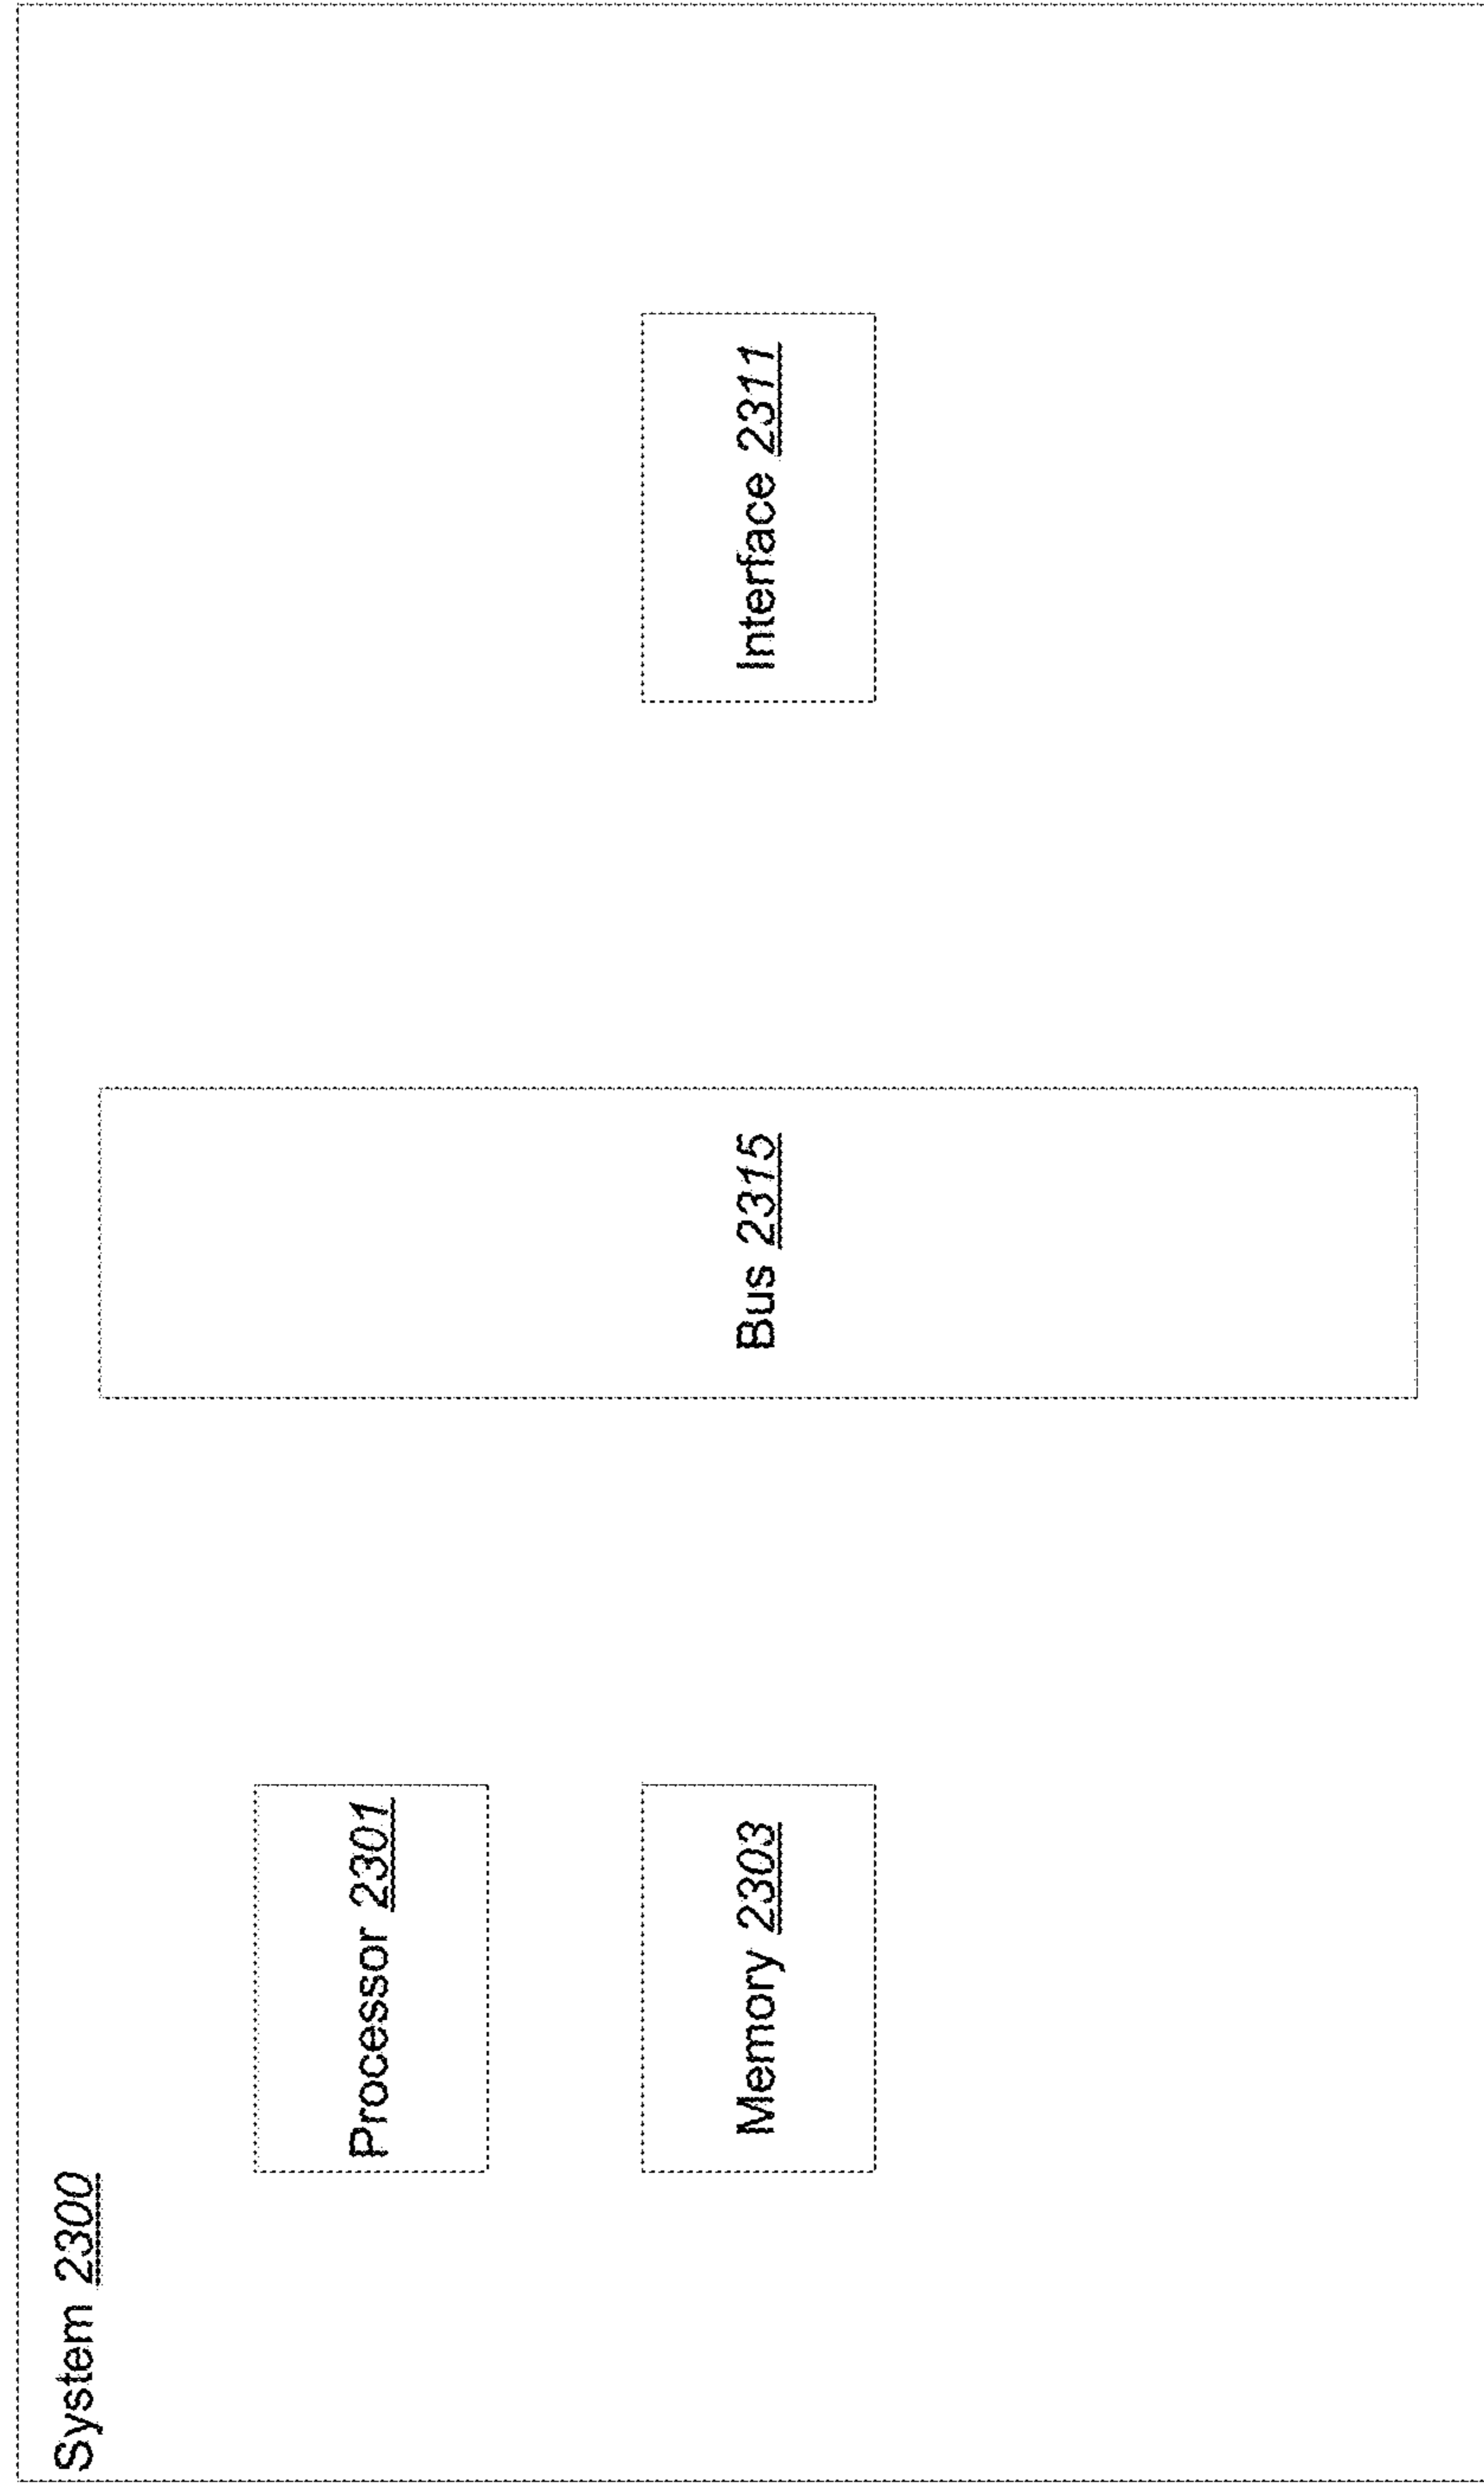 System 2300
Processor 2301
Memory 2303
Bus 2315
Interface 2311